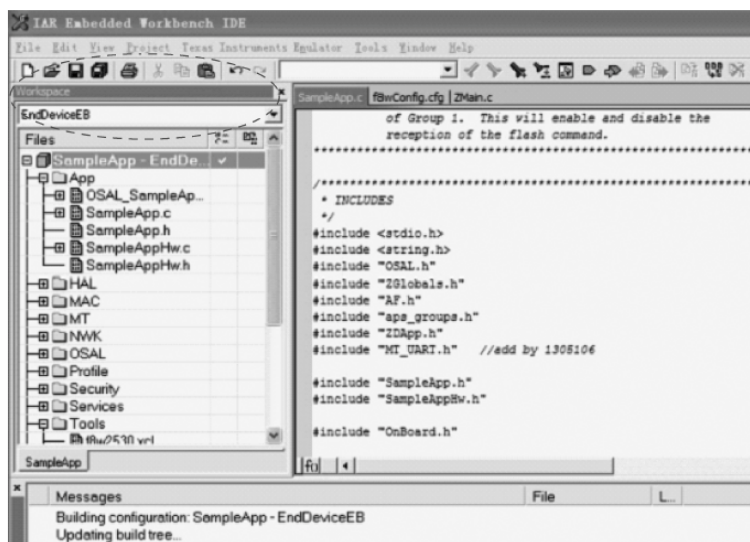 IAR Embedded Workbench IDE
File Edit View Project Texas Instruments Emulator Tools Window Help
Workspace
EndDeviceEB
Files
SampleApp - EndDe...
App
OSAL_SampleAp...
SampleApp.c
SampleApp.h
SampleAppHw.c
SampleAppHw.h
HAL
MAC
MT
NWK
OSAL
Profile
Security
Services
Tools
f8w2530.xcl
SampleApp
SampleApp.c | f8wConfig.cfg | ZMain.c
of Group 1. This will enable and disable the
reception of the flash command.
/*
* INCLUDES
*/
#include <stdio.h>
#include <string.h>
#include "OSAL.h"
#include "ZGlobals.h"
#include "AF.h"
#include "aps_groups.h"
#include "ZDApp.h"
#include "MT_UART.h" //add by 1305106
#include "SampleApp.h"
#include "SampleAppHw.h"
#include "OnBoard.h"
fo
Messages File L...
Building configuration: SampleApp - EndDeviceEB
Updating build tree...